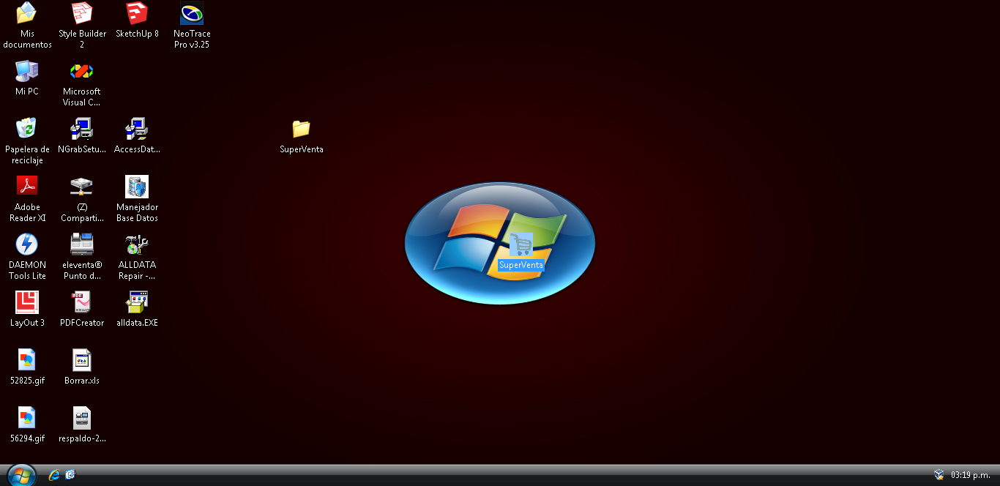 Mis
documentos
Style Builder
2
SketchUp 8
NeoTrace
Pro v3.25
Mi PC
Microsoft
Visual C...
Papelera de
reciclaje
NGrabSetu...
AccessDat...
SuperVenta
Adobe
Reader XI
(Z)
Comparti...
Manejador
Base Datos
DAEMON
Tools Lite
eleventa®
Punto d...
ALLDATA
Repair -...
SuperVenta
LayOut 3
PDFCreator
alldata.EXE
52825.gif
Borrar.xls
56294.gif
respaldo-2...
03:19 p.m.